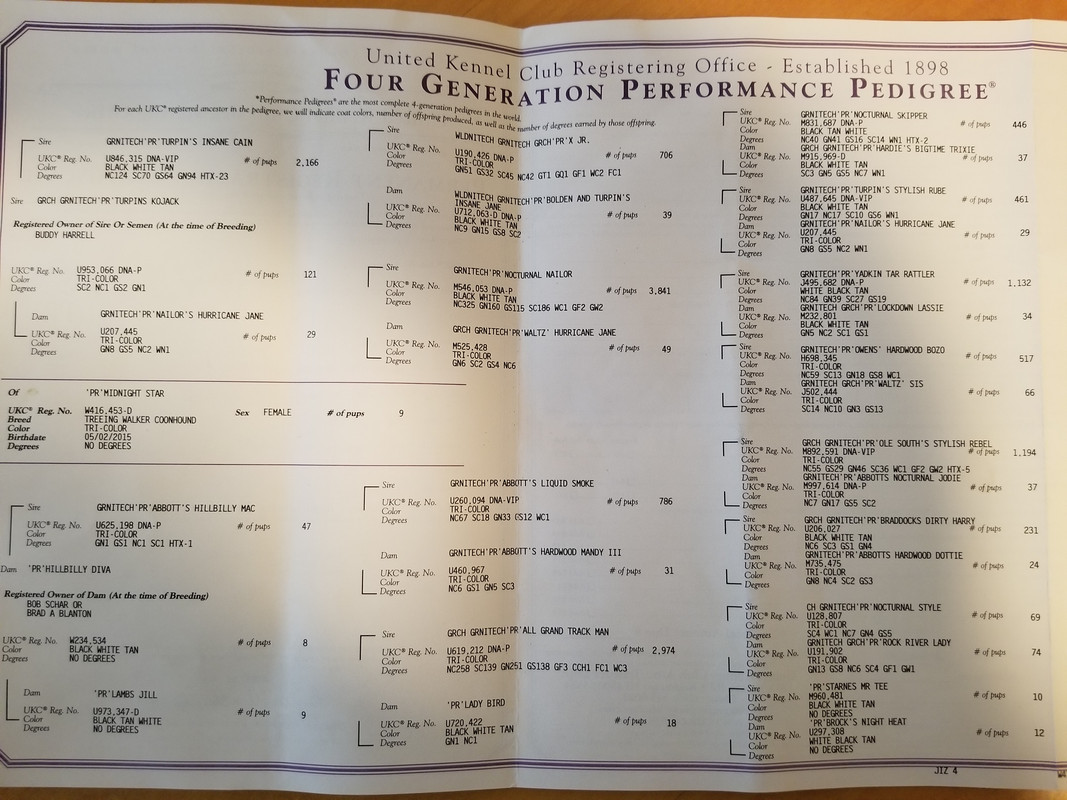 United Kennel Club Registering Office - Established 1898
FOUR GENERATION PERFORMANCE PEDIGREE®
"Performance Pedigrees" are the most complete 4-generation pedigrees in the world.
For each UKC® registered ancestor in the pedigree, we will indicate coat colors, number of offspring produced, as well as the number of degrees earned by those offspring.
Sire GRNITECH'PR'TURPIN'S INSANE CAIN
UKC® Reg. No. U846,315 DNA-VIP # of pups 2,166
Color BLACK WHITE TAN
Degrees NC124 SC70 GS64 GN94 HTX-23
Sire GRCH GRNITECH'PR'TURPINS KOJACK
Registered Owner of Sire Or Semen (At the time of Breeding)
BUDDY HARRELL
UKC® Reg. No. U953,066 DNA-P # of pups 121
Color TRI-COLOR
Degrees SC2 NC1 GS2 GN1
Dam GRNITECH'PR'NAILOR'S HURRICANE JANE
UKC® Reg. No. U207,445 # of pups 29
Color TRI-COLOR
Degrees GN8 GS5 NC2 WN1
Of 'PR'MIDNIGHT STAR
UKC® Reg. No. W416,453-D Sex FEMALE # of pups 9
Breed TREEING WALKER COONHOUND
Color TRI-COLOR
Birthdate 05/02/2015
Degrees NO DEGREES
Sire GRNITECH'PR'ABBOTT'S HILLBILLY MAC
UKC® Reg. No. U625,198 DNA-P # of pups 47
Color TRI-COLOR
Degrees GN1 GS1 NC1 SC1 HTX-1
Dam 'PR'HILLBILLY DIVA
Registered Owner of Dam (At the time of Breeding)
BOB SCHAR OR
BRAD A BLANTON
UKC® Reg. No. W234,534 # of pups 8
Color BLACK WHITE TAN
Degrees NO DEGREES
Dam 'PR'LAMBS JILL
UKC® Reg. No. U973,347-D # of pups 9
Color BLACK TAN WHITE
Degrees NO DEGREES
Sire WLDNITECH GRNITECH GRCH'PR'X JR.
UKC® Reg. No. U190,426 DNA-P # of pups 706
Color TRI-COLOR
Degrees GN51 GS32 SC45 NC42 GT1 GQ1 GF1 WC2 FC1
Dam WLDNITECH GRNITECH'PR'BOLDEN AND TURPIN'S
INSANE JANE
UKC® Reg. No. U712,063-D DNA-P # of pups 39
Color BLACK WHITE TAN
Degrees NC9 GN15 GS8 SC2
Sire GRNITECH'PR'NOCTURNAL NAILOR
UKC® Reg. No. M546,053 DNA-P # of pups 3,841
Color BLACK WHITE TAN
Degrees NC325 GN160 GS115 SC186 WC1 GF2 GW2
Dam GRCH GRNITECH'PR'WALTZ' HURRICANE JANE
UKC® Reg. No. M525,428 # of pups 49
Color TRI-COLOR
Degrees GN6 SC2 GS4 NC6
Sire GRNITECH'PR'ABBOTT'S LIQUID SMOKE
UKC® Reg. No. U260,094 DNA-VIP # of pups 786
Color TRI-COLOR
Degrees NC67 SC18 GN33 GS12 WC1
Dam GRNITECH'PR'ABBOTT'S HARDWOOD MANDY III
UKC® Reg. No. U460,967 # of pups 31
Color TRI-COLOR
Degrees NC6 GS1 GN5 SC3
Sire GRCH GRNITECH'PR'ALL GRAND TRACK MAN
UKC® Reg. No. U619,212 DNA-P # of pups 2,974
Color TRI-COLOR
Degrees NC258 SC139 GN251 GS138 GF3 CCH1 FC1 WC3
Dam 'PR'LADY BIRD
UKC® Reg. No. U720,422 # of pups 18
Color BLACK WHITE TAN
Degrees GN1 NC1
Sire GRNITECH'PR'NOCTURNAL SKIPPER
UKC® Reg. No. M831,687 DNA-P # of pups 446
Color BLACK TAN WHITE
Degrees NC40 GN41 GS16 SC14 WN1 HTX-2
Dam GRCH GRNITECH'PR'HARDIE'S BIGTIME TRIXIE
UKC® Reg. No. M915,969-D # of pups 37
Color BLACK WHITE TAN
Degrees SC3 GN5 GS5 NC7 WN1
Sire GRNITECH'PR'TURPIN'S STYLISH RUBE
UKC® Reg. No. U487,645 DNA-VIP # of pups 461
Color BLACK WHITE TAN
Degrees GN17 NC17 SC10 GS6 WN1
Dam GRNITECH'PR'NAILOR'S HURRICANE JANE
UKC® Reg. No. U207,445 # of pups 29
Color TRI-COLOR
Degrees GN8 GS5 NC2 WN1
Sire GRNITECH'PR'YADKIN TAR RATTLER
UKC® Reg. No. J495,682 DNA-P # of pups 1,132
Color WHITE BLACK TAN
Degrees NC84 GN39 SC27 GS19
Dam GRNITECH GRCH'PR'LOCKDOWN LASSIE
UKC® Reg. No. M232,801 # of pups 34
Color BLACK WHITE TAN
Degrees GN5 NC2 SC1 GS1
Sire GRNITECH'PR'OWENS' HARDWOOD BOZO
UKC® Reg. No. H698,345 # of pups 517
Color TRI-COLOR
Degrees NC59 SC13 GN18 GS8 WC1
Dam GRNITECH GRCH'PR'WALTZ' SIS
UKC® Reg. No. J502,444 # of pups 66
Color TRI-COLOR
Degrees SC14 NC10 GN3 GS13
Sire GRCH GRNITECH'PR'OLE SOUTH'S STYLISH REBEL
UKC® Reg. No. M892,591 DNA-VIP # of pups 1,194
Color TRI-COLOR
Degrees NC55 GS29 GN46 SC36 WC1 GF2 GW2 HTX-5
Dam GRCH GRNITECH'PR'ABBOTTS NOCTURNAL JODIE
UKC® Reg. No. M997,614 DNA-P # of pups 37
Color TRI-COLOR
Degrees NC7 GN17 GS5 SC2
Sire GRCH GRNITECH'PR'BRADDOCKS DIRTY HARRY
UKC® Reg. No. U206,027 # of pups 231
Color BLACK WHITE TAN
Degrees NC6 SC3 GS1 GN4
Dam GRNITECH'PR'ABBOTTS HARDWOOD DOTTIE
UKC® Reg. No. M735,475 # of pups 24
Color TRI-COLOR
Degrees GN8 NC4 SC2 GS3
Sire CH GRNITECH'PR'NOCTURNAL STYLE
UKC® Reg. No. U128,807 # of pups 69
Color TRI-COLOR
Degrees SC4 WC1 NC7 GN4 GS5
Dam GRNITECH GRCH'PR'ROCK RIVER LADY
UKC® Reg. No. U191,902 # of pups 74
Color TRI-COLOR
Degrees GN13 GS8 NC6 SC4 GF1 GW1
Sire 'PR'STARNES MR TEE
UKC® Reg. No. M960,481 # of pups 10
Color BLACK WHITE TAN
Degrees NO DEGREES
Dam 'PR'BROCK'S NIGHT HEAT
UKC® Reg. No. U297,308 # of pups 12
Color WHITE BLACK TAN
Degrees NO DEGREES
J1Z 4